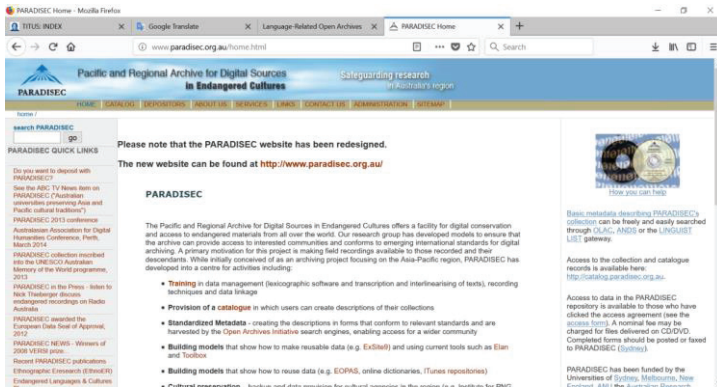 PARADISEC Home - Mozilla Firefox
TITUS: INDEX
Google Translate
Language-Related Open Archives
PARADISEC Home
www.paradisec.org.au/home.html
Search
PARADISEC
Pacific and Regional Archive for Digital Sources
in Endangered Cultures
Safeguarding research
in Australia's region
HOME CATALOG DEPOSITORS ABOUT US SERVICES LINKS CONTACT US ADMINISTRATION SITEMAP
home /
search PARADISEC
go
PARADISEC QUICK LINKS
Do you want to deposit with
PARADISEC?
See the ABC TV News item on
PARADISEC ("Australian
universities preserving Asia and
Pacific cultural traditions")
PARADISEC 2013 conference
Australasian Association for Digital
Humanities Conference, Perth,
March 2014
PARADISEC collection inscribed
into the UNESCO Australian
Memory of the World programme,
2013
PARADISEC in the Press - listen to
Nick Thieberger discuss
endangered recordings on Radio
Australia
PARADISEC awarded the
European Data Seal of Approval,
2012
PARADISEC NEWS - Winners of
2008 VERSI prize...
Recent PARADISEC publications
Ethnographic Eresearch (EthnoER)
Endangered Languages & Cultures
Please note that the PARADISEC website has been redesigned.
The new website can be found at http://www.paradisec.org.au/
PARADISEC
The Pacific and Regional Archive for Digital Sources in Endangered Cultures offers a facility for digital conservation
and access to endangered materials from all over the world. Our research group has developed models to ensure that
the archive can provide access to interested communities and conforms to emerging international standards for digital
archiving. A primary motivation for this project is making field recordings available to those recorded and their
descendants. While initially conceived of as an archiving project focusing on the Asia-Pacific region, PARADISEC has
developed into a centre for activities including:
• Training in data management (lexicographic software and transcription and interlinearising of texts), recording
techniques and data linkage
• Provision of a catalogue in which users can create descriptions of their collections
• Standardized Metadata - creating the descriptions in forms that conform to relevant standards and are
harvested by the Open Archives Initiative search engines, enabling access for a wider community
• Building models that show how to make reusable data (e.g. ExSite9) and using current tools such as Elan
and Toolbox
• Building models that show how to reuse data (e.g. EOPAS, online dictionaries, iTunes repositories)
• Cultural preservation - backup and data provision for cultural agencies in the region (e.g. Institute for PNG
How you can help
Basic metadata describing PARADISEC's
collection can be freely and easily searched
through OLAC, ANDS or the LINGUIST
LIST gateway.
Access to the collection and catalogue
records is available here:
http://catalog.paradisec.org.au.
Access to data in the PARADISEC
repository is available to those who have
clicked the access agreement (see the
access form). A nominal fee may be
charged for files delivered on CD/DVD.
Completed forms should be posted or faxed
to PARADISEC (Sydney).
PARADISEC has been funded by the
Universities of Sydney, Melbourne, New
England, ANU the Australian Research